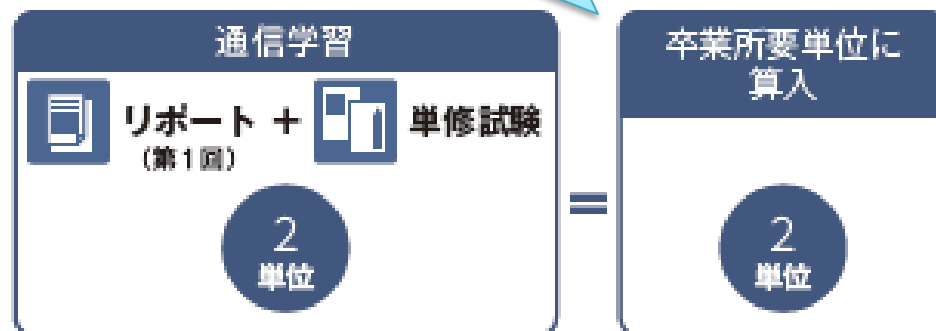 通信学習
リポート + 単修試験
(第1回)
2
単位
=
卒業所要単位に
算入
2
単位